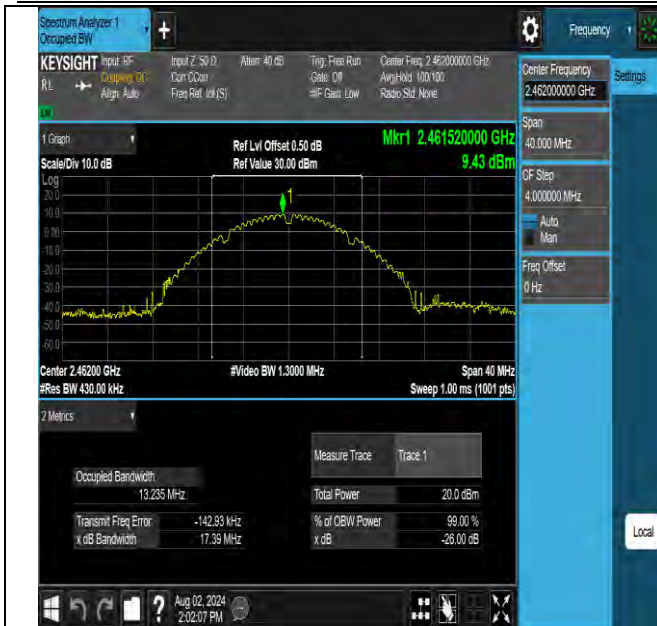 Spectrum Analyzer 1
Occupied BW
+
Frequency
KEYSIGHT Input: RF Input Z: 50 Ω Atten: 40 dB Trig: Free Run Center Freq: 2.462000000 GHz
RL Coupling: DC Corr CCorr Gate: Off Avg|Hold: 100/100
Align: Auto Freq Ref: Int (S) #IF Gain: Low Radio Std: None
Center Frequency
2.462000000 GHz
Settings
Span
40.000 MHz
CF Step
4.000000 MHz
Auto
Man
Freq Offset
0 Hz
1 Graph
Scale/Div 10.0 dB
Ref Lvl Offset 0.50 dB
Ref Value 30.00 dBm
Mkr1 2.461520000 GHz
9.43 dBm
Log
20.0
10.0
0.00
-10.0
-20.0
-30.0
-40.0
-50.0
-60.0
1
Center 2.46200 GHz #Video BW 1.3000 MHz Span 40 MHz
#Res BW 430.00 kHz Sweep 1.00 ms (1001 pts)
2 Metrics
Measure Trace Trace 1
Occupied Bandwidth
13.235 MHz
Total Power 20.0 dBm
Transmit Freq Error -142.93 kHz
% of OBW Power 99.00 %
x dB Bandwidth 17.39 MHz
x dB -26.00 dB
Local
?
Aug 02, 2024
2:02:07 PM